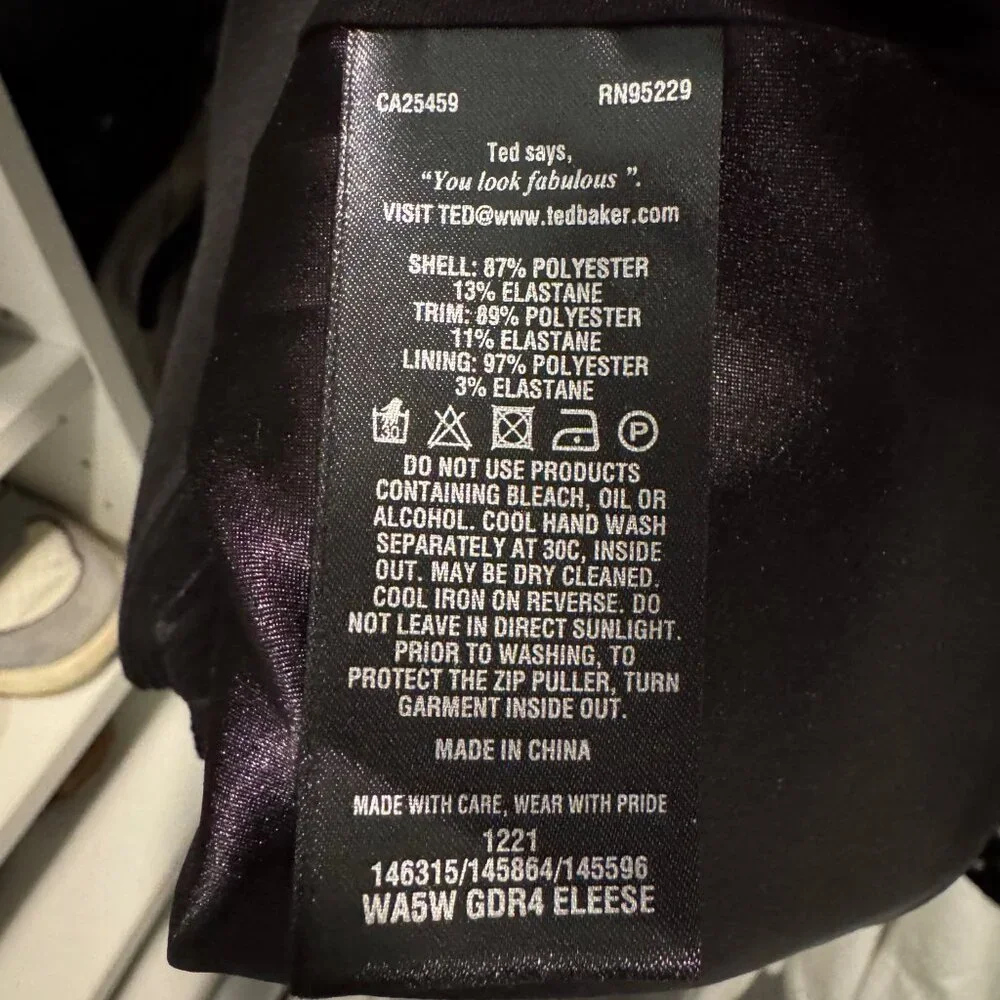 CA25459 RN95229
Ted says,
“You look fabulous ”.
VISIT TED@www.tedbaker.com
SHELL: 87% POLYESTER
13% ELASTANE
TRIM: 89% POLYESTER
11% ELASTANE
LINING: 97% POLYESTER
3% ELASTANE
30 P
DO NOT USE PRODUCTS
CONTAINING BLEACH, OIL OR
ALCOHOL. COOL HAND WASH
SEPARATELY AT 30C, INSIDE
OUT. MAY BE DRY CLEANED.
COOL IRON ON REVERSE. DO
NOT LEAVE IN DIRECT SUNLIGHT.
PRIOR TO WASHING, TO
PROTECT THE ZIP PULLER, TURN
GARMENT INSIDE OUT.
MADE IN CHINA
MADE WITH CARE, WEAR WITH PRIDE
1221
146315/145864/145596
WA5W GDR4 ELEESE